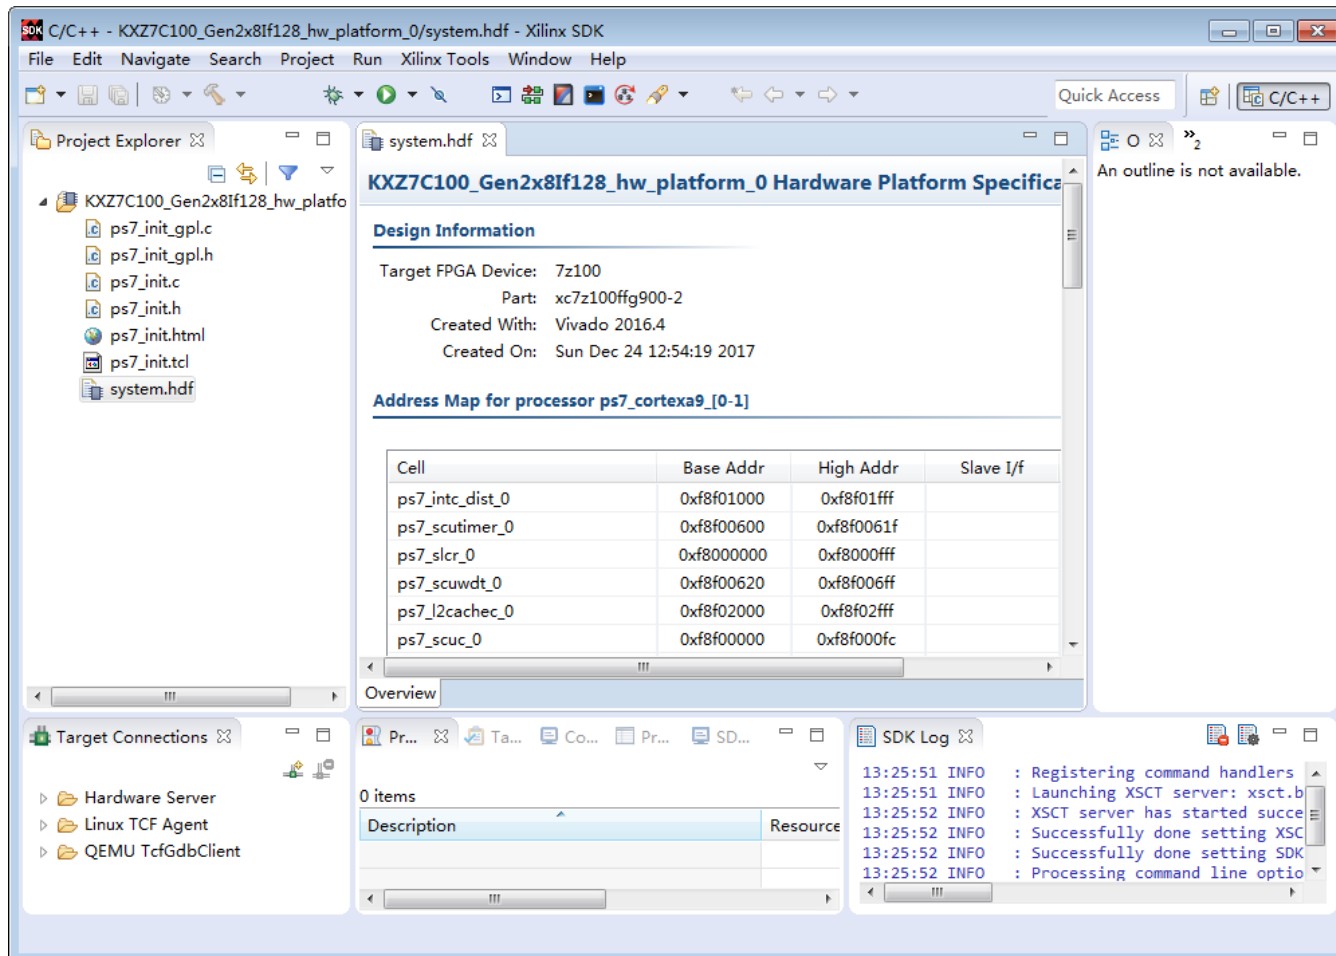 C/C++ - KXZ7C100_Gen2x8If128_hw_platform_0/system.hdf - Xilinx SDK
File Edit Navigate Search Project Run Xilinx Tools Window Help
Quick Access C/C++
Project Explorer
KXZ7C100_Gen2x8If128_hw_platfo
ps7_init_gpl.c
ps7_init_gpl.h
ps7_init.c
ps7_init.h
ps7_init.html
ps7_init.tcl
system.hdf
system.hdf
KXZ7C100_Gen2x8If128_hw_platform_0 Hardware Platform Specifica
Design Information
Target FPGA Device: 7z100
Part: xc7z100ffg900-2
Created With: Vivado 2016.4
Created On: Sun Dec 24 12:54:19 2017
Address Map for processor ps7_cortexa9_[0-1]
Cell Base Addr High Addr Slave I/f
ps7_intc_dist_0 0xf8f01000 0xf8f01fff
ps7_scutimer_0 0xf8f00600 0xf8f0061f
ps7_slcr_0 0xf8000000 0xf8000fff
ps7_scuwdt_0 0xf8f00620 0xf8f006ff
ps7_l2cachec_0 0xf8f02000 0xf8f02fff
ps7_scuc_0 0xf8f00000 0xf8f000fc
Overview
O »2
An outline is not available.
Target Connections
Hardware Server
Linux TCF Agent
QEMU TcfGdbClient
Pr... Ta... Co... Pr... SD...
0 items
Description Resource
SDK Log
13:25:51 INFO : Registering command handlers
13:25:51 INFO : Launching XSCT server: xsct.b
13:25:52 INFO : XSCT server has started succe
13:25:52 INFO : Successfully done setting XSC
13:25:52 INFO : Successfully done setting SDK
13:25:52 INFO : Processing command line optio